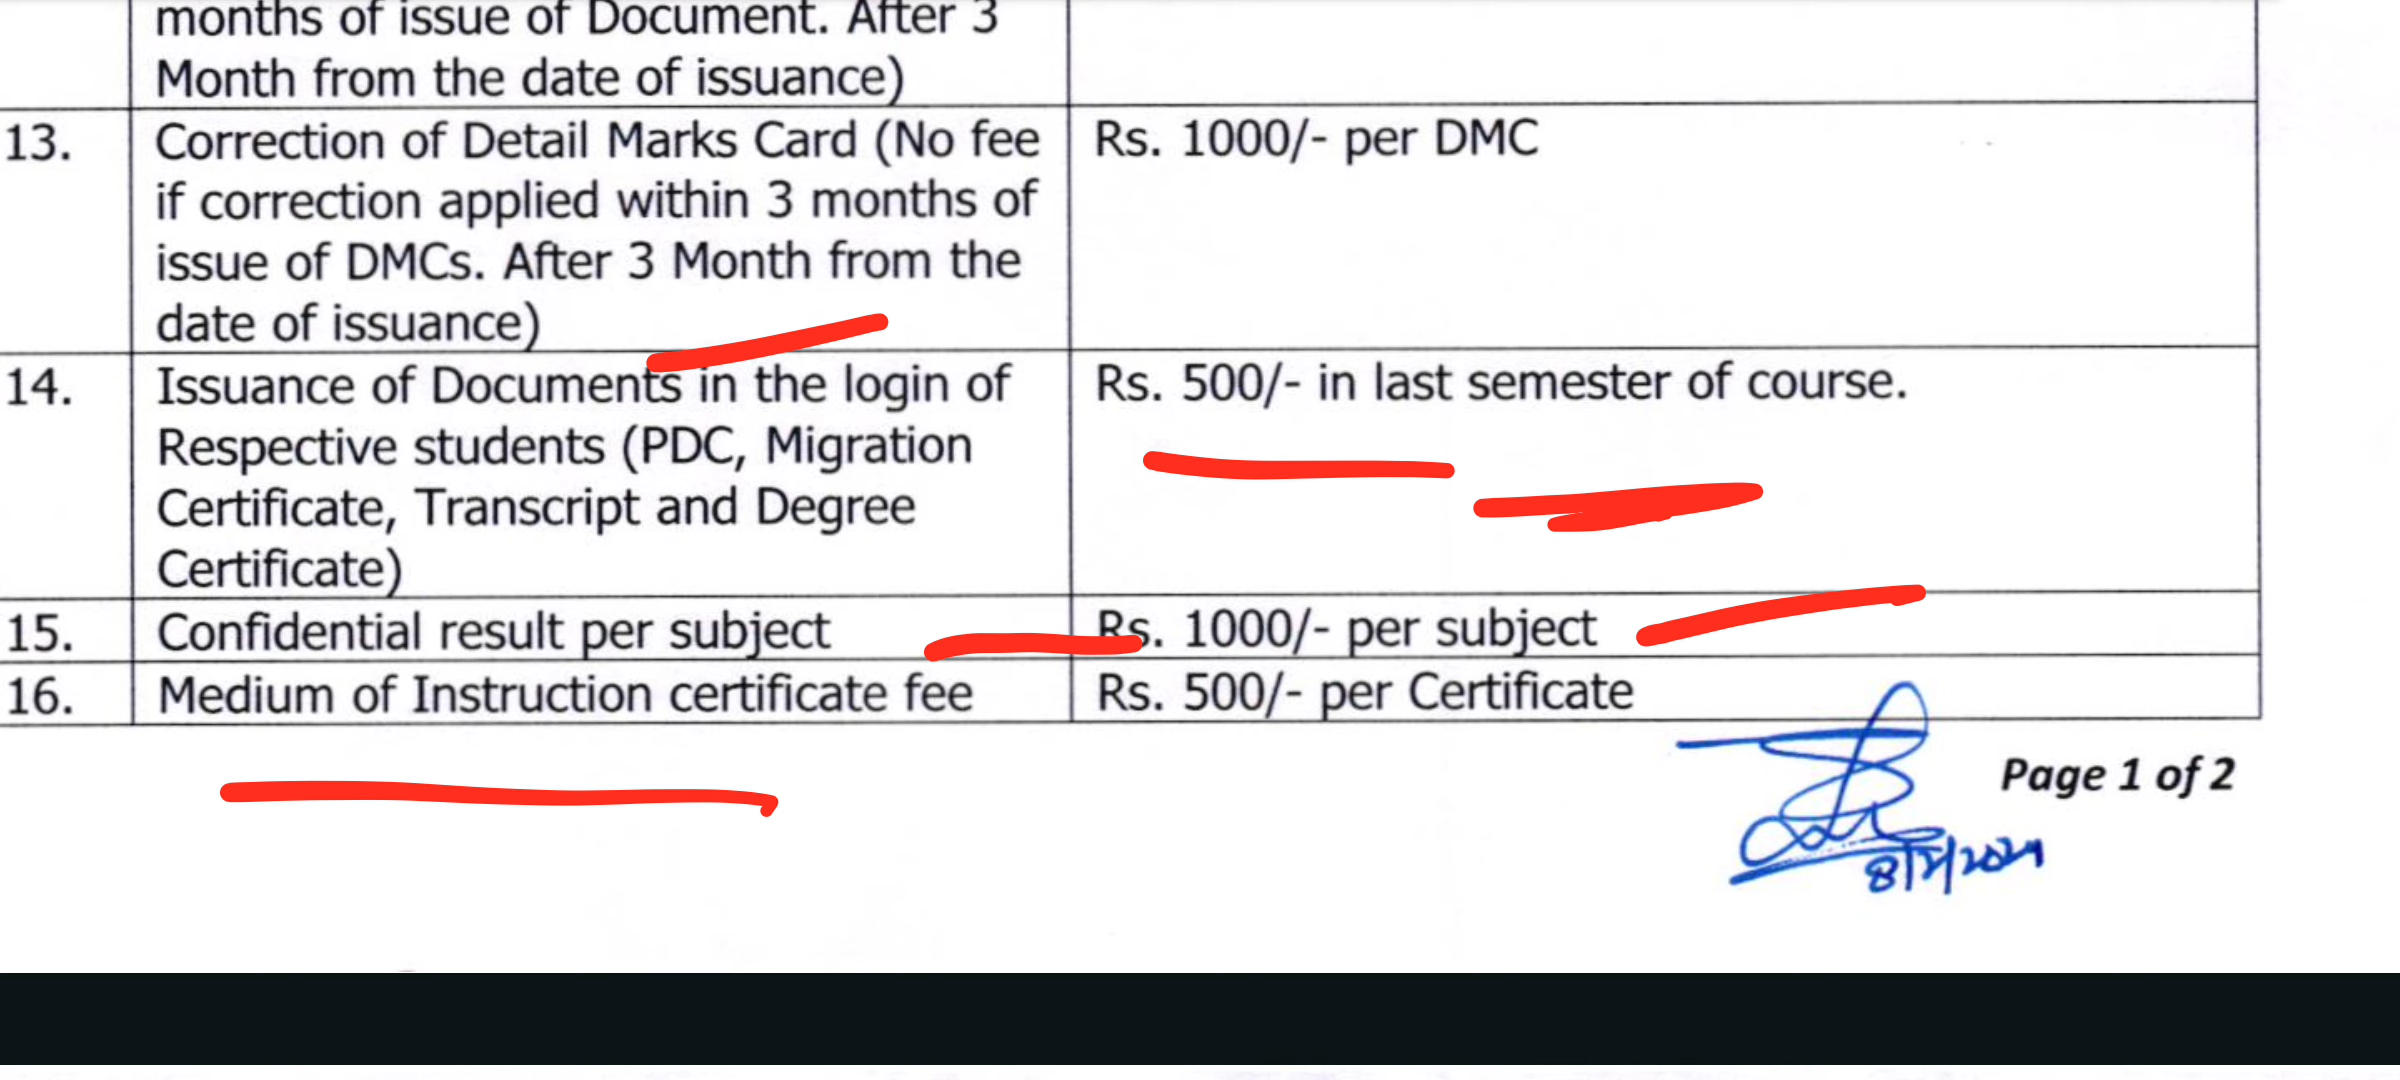 months of issue of Document. After 3
Month from the date of issuance)
13. Correction of Detail Marks Card (No fee Rs. 1000/- per DMC
if correction applied within 3 months of
issue of DMCs. After 3 Month from the
date of issuance)
14. Issuance of Documents in the login of Rs. 500/- in last semester of course.
Respective students (PDC, Migration
Certificate, Transcript and Degree
Certificate)
15. Confidential result per subject Rs. 1000/- per subject
16. Medium of Instruction certificate fee Rs. 500/- per Certificate
Page 1 of 2